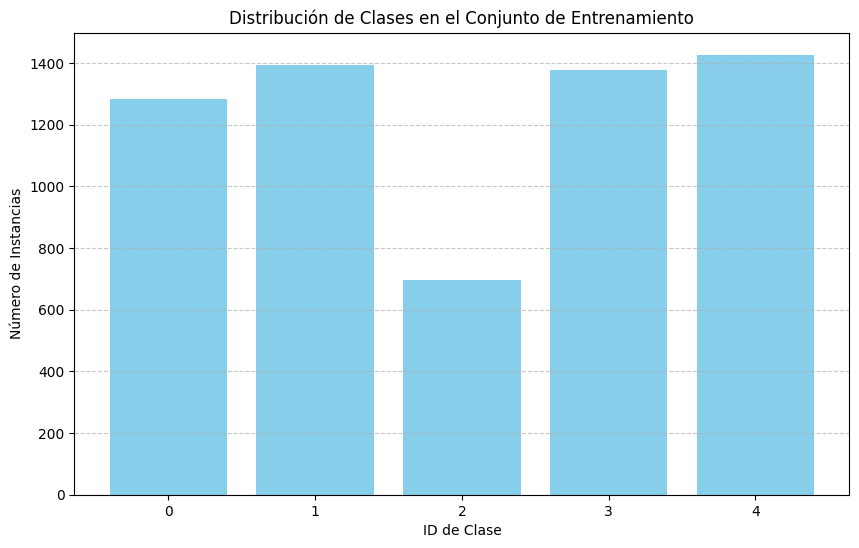 Distribución de Clases en el Conjunto de Entrenamiento
Número de Instancias
1400
1200
1000
800
600
400
200
0
0 1 2 3 4
ID de Clase